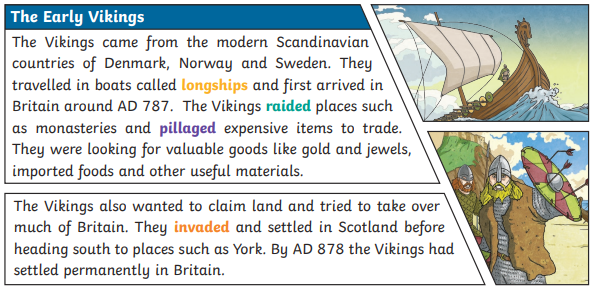 The Early Vikings
The Vikings came from the modern Scandinavian
countries of Denmark, Norway and Sweden. They
travelled in boats called longships and first arrived in
Britain around AD 787. The Vikings raided places such
as monasteries and pillaged expensive items to trade.
They were looking for valuable goods like gold and jewels,
imported foods and other useful materials.
The Vikings also wanted to claim land and tried to take over
much of Britain. They invaded and settled in Scotland before
heading south to places such as York. By AD 878 the Vikings had
settled permanently in Britain.